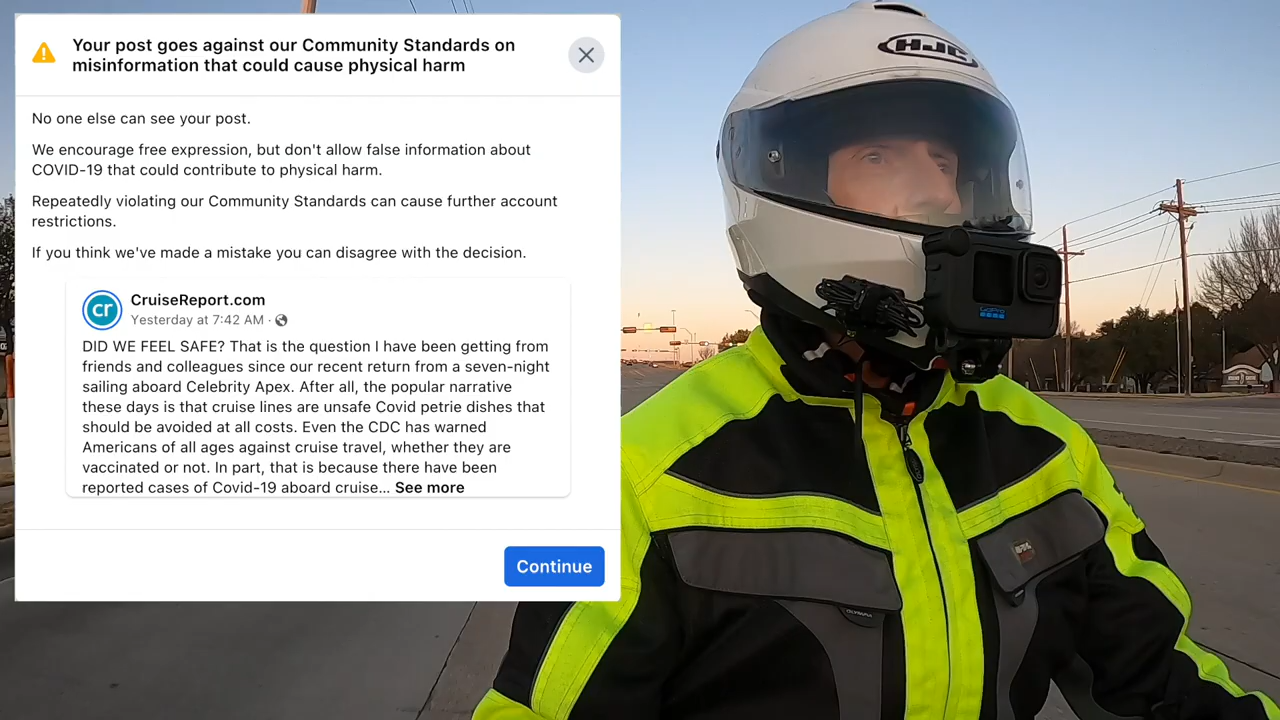 Your post goes against our Community Standards on
misinformation that could cause physical harm
No one else can see your post.
We encourage free expression, but don't allow false information about
COVID-19 that could contribute to physical harm.
Repeatedly violating our Community Standards can cause further account
restrictions.
If you think we've made a mistake you can disagree with the decision.
cr
CruiseReport.com
Yesterday at 7:42 AM ·
DID WE FEEL SAFE? That is the question I have been getting from
friends and colleagues since our recent return from a seven-night
sailing aboard Celebrity Apex. After all, the popular narrative
these days is that cruise lines are unsafe Covid petrie dishes that
should be avoided at all costs. Even the CDC has warned
Americans of all ages against cruise travel, whether they are
vaccinated or not. In part, that is because there have been
reported cases of Covid-19 aboard cruise... See more
Continue
HJC
GoPro
OLYMPIA